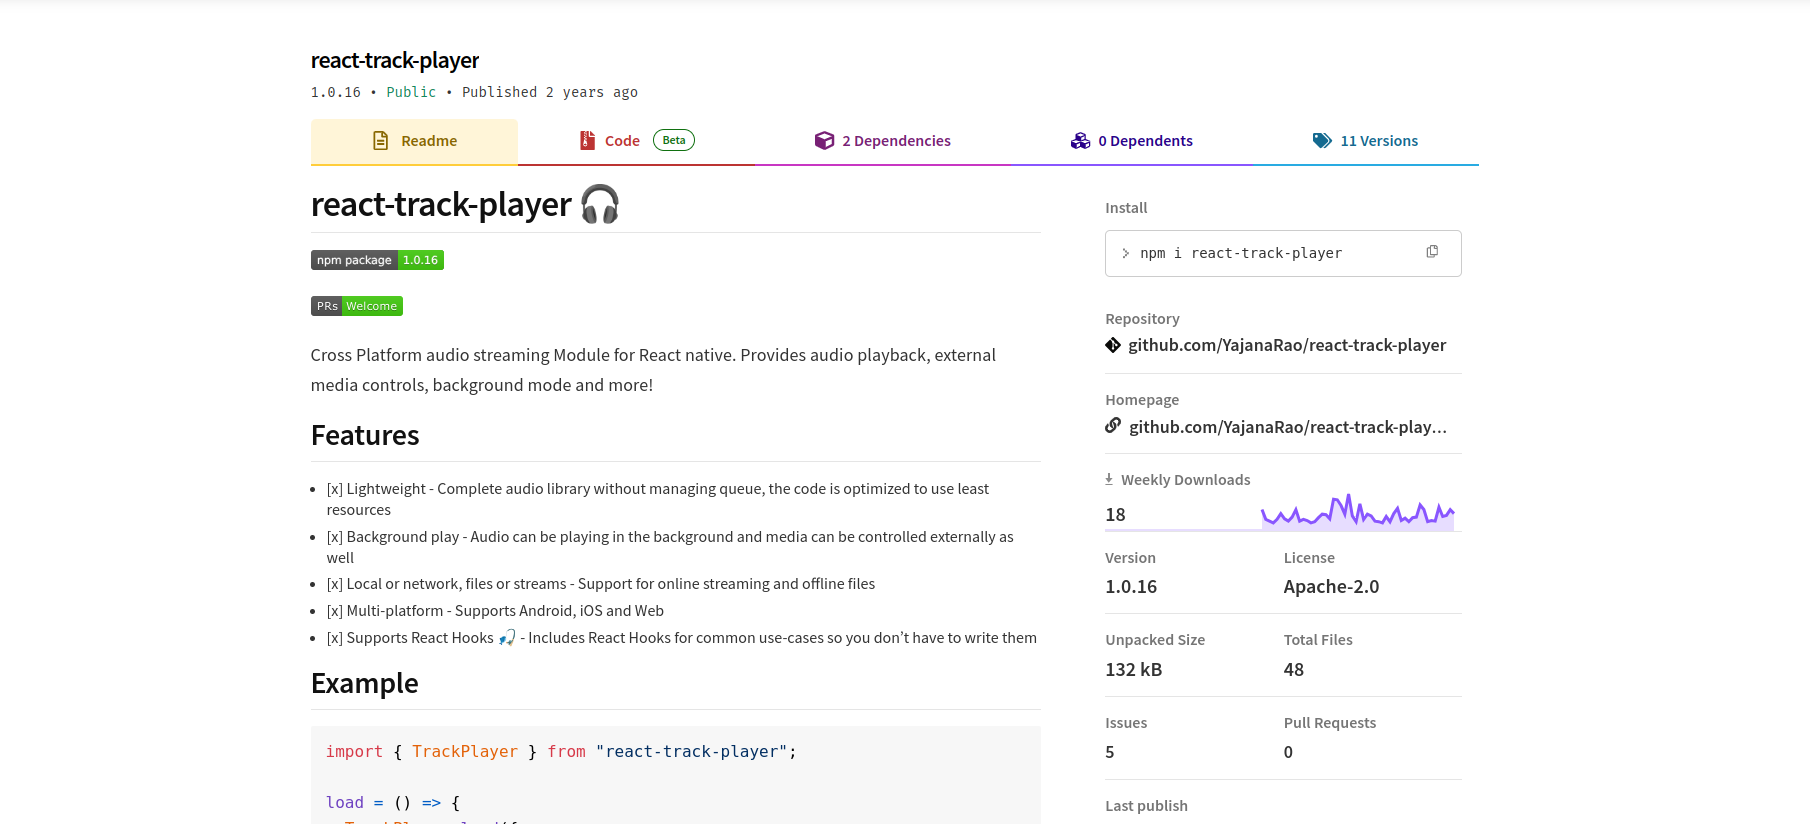 react-track-player
1.0.16 • Public • Published 2 years ago
Readme
Code Beta
2 Dependencies
0 Dependents
11 Versions
react-track-player
npm package 1.0.16
PRs Welcome
Cross Platform audio streaming Module for React native. Provides audio playback, external
media controls, background mode and more!
Features
• [x] Lightweight - Complete audio library without managing queue, the code is optimized to use least
resources
• [x] Background play - Audio can be playing in the background and media can be controlled externally as
well
• [x] Local or network, files or streams - Support for online streaming and offline files
• [x] Multi-platform - Supports Android, iOS and Web
• [x] Supports React Hooks 🎣 - Includes React Hooks for common use-cases so you don’t have to write them
Example
import { TrackPlayer } from "react-track-player";
load = () => {
Install
> npm i react-track-player
Repository
github.com/YajanaRao/react-track-player
Homepage
github.com/YajanaRao/react-track-play...
Weekly Downloads
18
Version
1.0.16
License
Apache-2.0
Unpacked Size
132 kB
Total Files
48
Issues
5
Pull Requests
0
Last publish